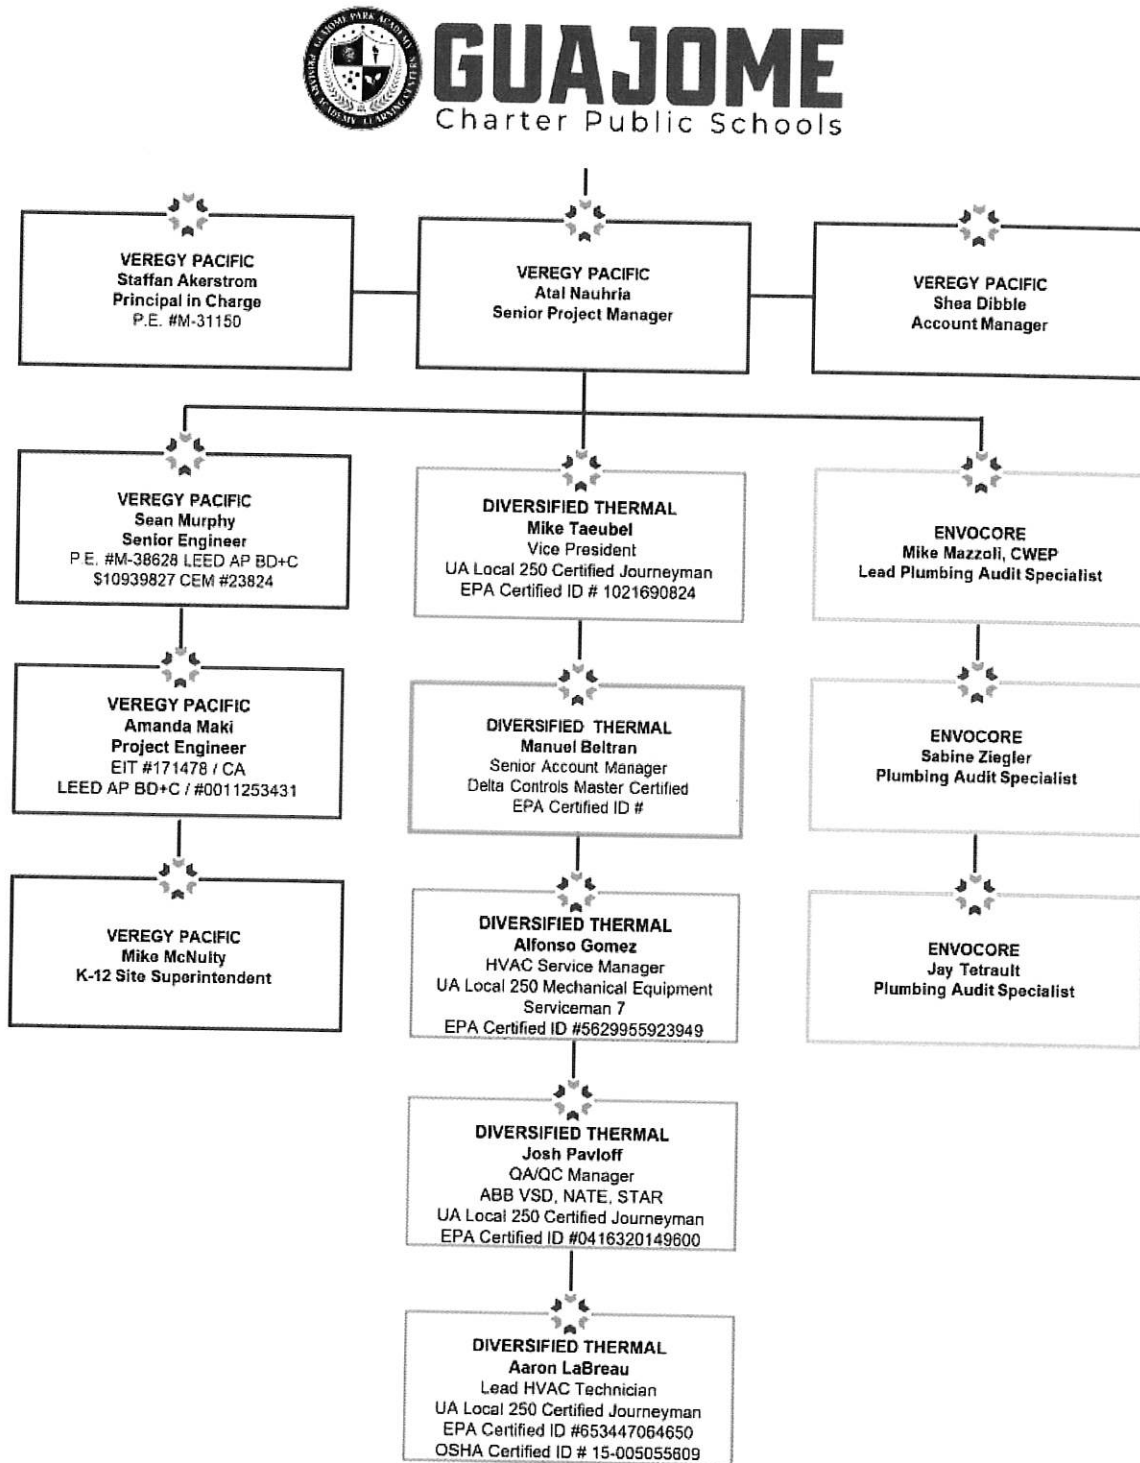 GUAJOME PARK ACADEMY
PRIMARY ACADEMY LEARNING CENTER
GUAJOME
Charter Public Schools
VEREGY PACIFIC
Staffan Akerstrom
Principal in Charge
P.E. #M-31150
VEREGY PACIFIC
Atal Nauhria
Senior Project Manager
VEREGY PACIFIC
Shea Dibble
Account Manager
VEREGY PACIFIC
Sean Murphy
Senior Engineer
P.E. #M-38628 LEED AP BD+C
$10939827 CEM #23824
DIVERSIFIED THERMAL
Mike Taeubel
Vice President
UA Local 250 Certified Journeyman
EPA Certified ID # 1021690824
ENVOCORE
Mike Mazzoli, CWEP
Lead Plumbing Audit Specialist
VEREGY PACIFIC
Amanda Maki
Project Engineer
EIT #171478 / CA
LEED AP BD+C / #0011253431
DIVERSIFIED THERMAL
Manuel Beltran
Senior Account Manager
Delta Controls Master Certified
EPA Certified ID #
ENVOCORE
Sabine Ziegler
Plumbing Audit Specialist
VEREGY PACIFIC
Mike McNulty
K-12 Site Superintendent
DIVERSIFIED THERMAL
Alfonso Gomez
HVAC Service Manager
UA Local 250 Mechanical Equipment
Serviceman 7
EPA Certified ID #5629955923949
ENVOCORE
Jay Tetrault
Plumbing Audit Specialist
DIVERSIFIED THERMAL
Josh Pavloff
QA/QC Manager
ABB VSD, NATE, STAR
UA Local 250 Certified Journeyman
EPA Certified ID #0416320149600
DIVERSIFIED THERMAL
Aaron LaBreau
Lead HVAC Technician
UA Local 250 Certified Journeyman
EPA Certified ID #653447064650
OSHA Certified ID # 15-005055609